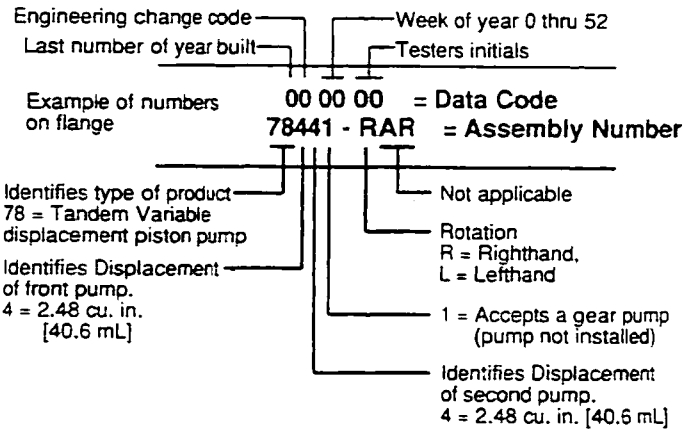 Engineering change code
Week of year 0 thru 52
Last number of year built
Testers initials
Example of numbers
on flange
00 00 00 = Data Code
78441 - RAR = Assembly Number
Identifies type of product
78 = Tandem Variable
displacement piston pump
Identifies Displacement
of front pump.
4 = 2.48 cu. in.
[40.6 mL]
Not applicable
Rotation
R = Righthand,
L = Lefthand
1 = Accepts a gear pump
(pump not installed)
Identifies Displacement
of second pump.
4 = 2.48 cu. in. [40.6 mL]